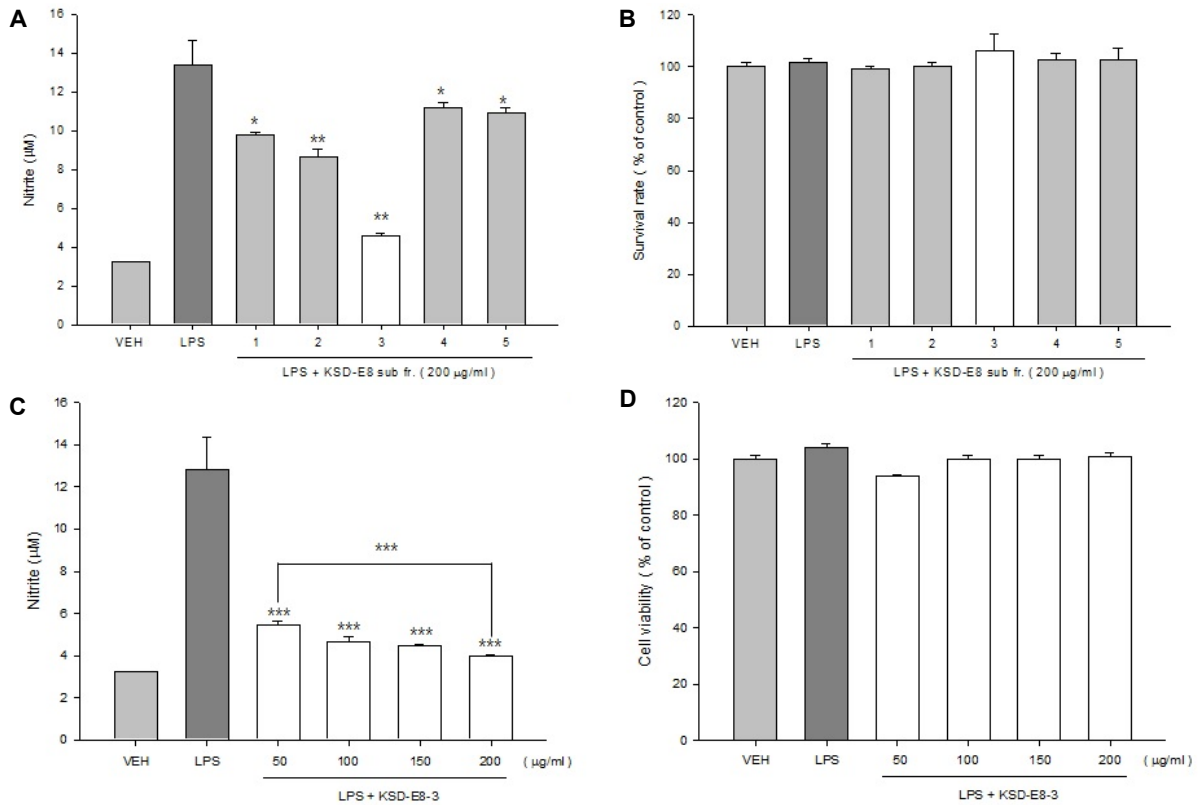 A
16
14
12
10
8
6
4
2
0
Nitrite (µM)
*
**
**
*
*
VEH LPS 1 2 3 4 5
LPS + KSD-E8 sub fr. ( 200 µg/ml )
B
120
100
80
60
40
20
0
Survival rate ( % of control )
VEH LPS 1 2 3 4 5
LPS + KSD-E8 sub fr. ( 200 µg/ml )
C
16
14
12
10
8
6
4
2
0
Nitrite (µM)
***
***
***
***
***
VEH LPS 50 100 150 200 ( µg/ml )
LPS + KSD-E8-3
D
120
100
80
60
40
20
0
Cell viability ( % of control )
VEH LPS 50 100 150 200 ( µg/ml )
LPS + KSD-E8-3